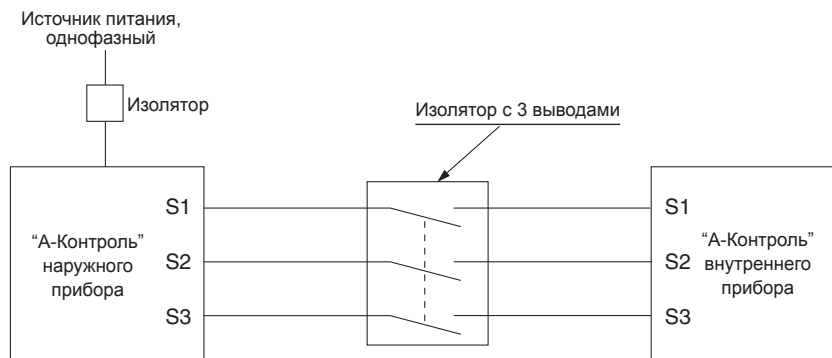 Источник питания,
однофазный
Изолятор
Изолятор с 3 выводами
“А-Контроль”
наружного
прибора
S1
S2
S3
S1
S2
S3
“А-Контроль”
внутреннего
прибора